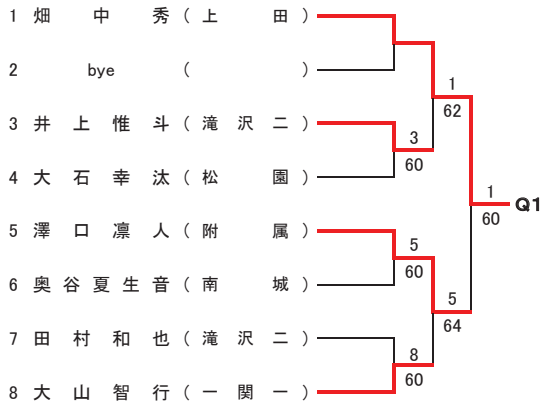 1 畑中秀(上田)
2 bye ( )
1
3 井上惟斗(滝沢二)
62
3
60
4 大石幸汰(松園)
1
Q1
60
5 澤口凛人(附属)
5
60
6 奥谷夏生音(南城)
5
64
7 田村和也(滝沢二)
8
60
8 大山智行(一関一)